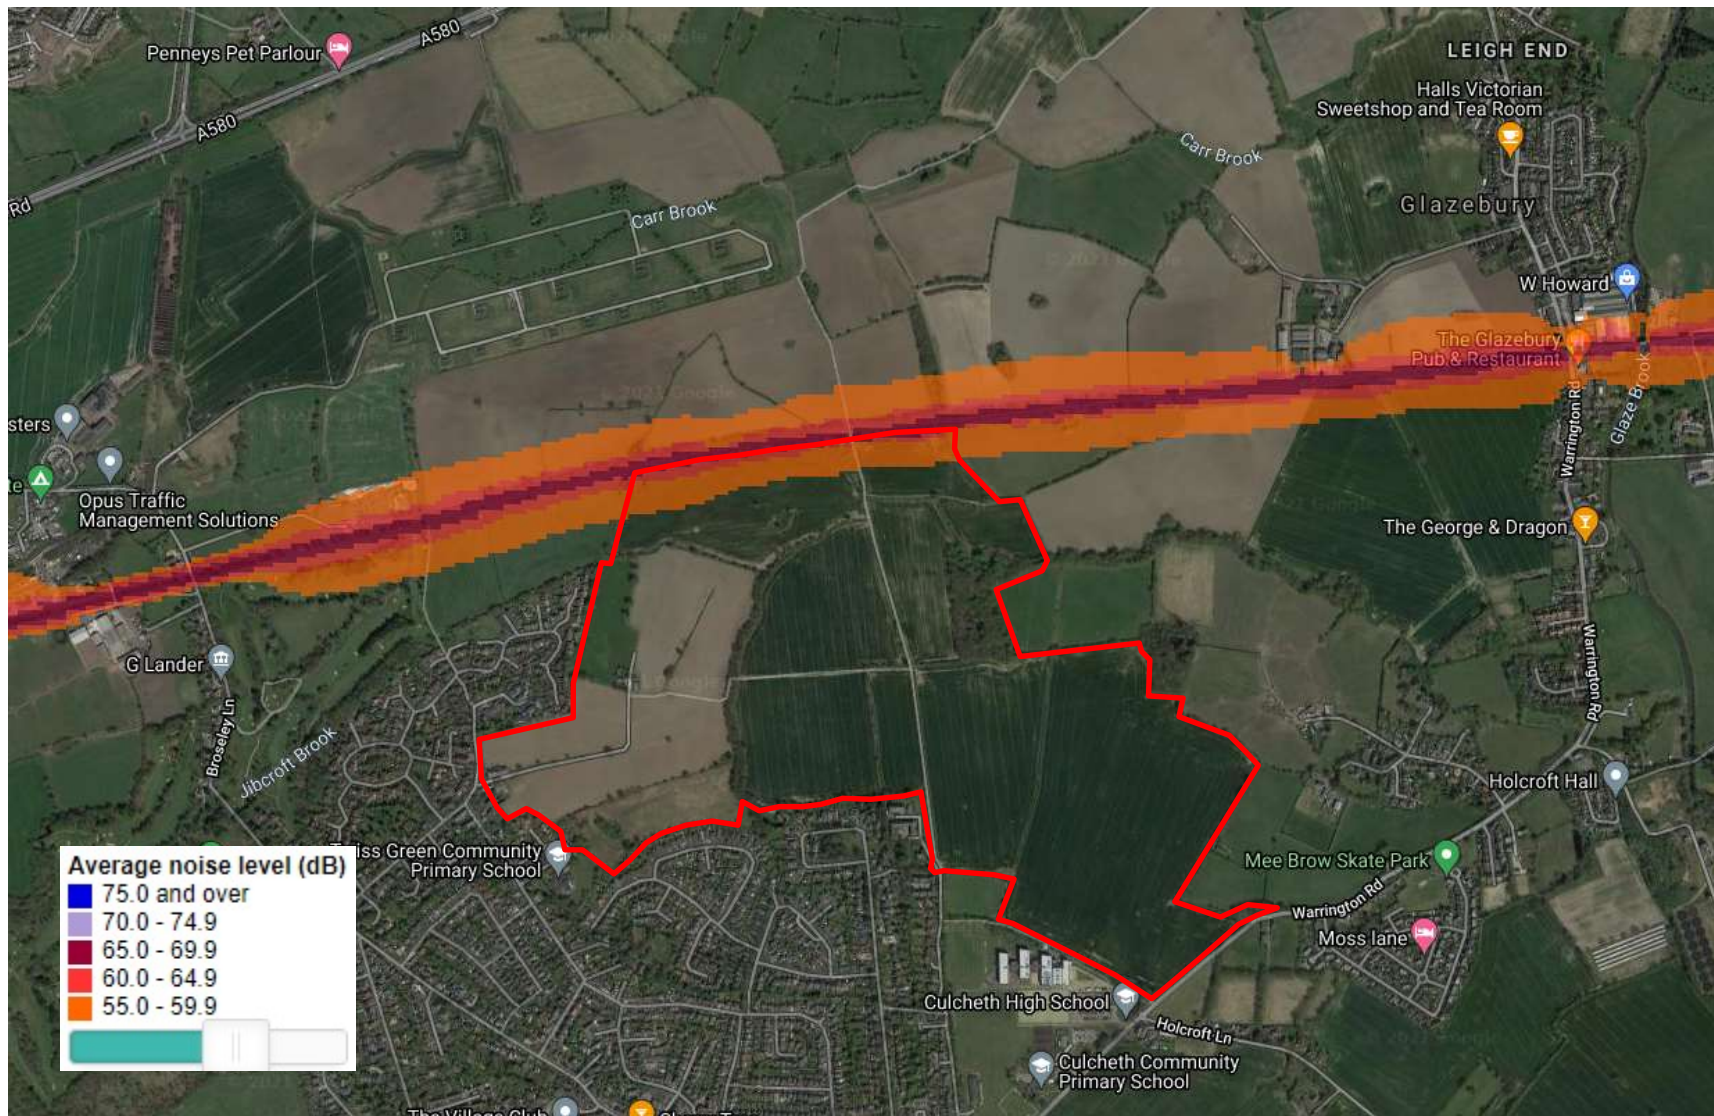 A580
LEIGH END
Penneys Pet Parlour
Halls Victorian
Sweetshop and Tea Room
A580
Carr Brook
Rd
Carr Brook
Glazebury
W Howard
The Glazebury
Pub & Restaurant
Glaze Brook
Warrington Rd
sters
te
Opus Traffic
Management Solutions
The George & Dragon
G Lander
Warrington Rd
Broseley Ln
Jibcroft Brook
Holcroft Hall
Average noise level (dB)
75.0 and over
70.0 - 74.9
65.0 - 69.9
60.0 - 64.9
55.0 - 59.9
iss Green Community
Primary School
Mee Brow Skate Park
Warrington Rd
Moss lane
Culcheth High School
Holcroft Ln
Culcheth Community
Primary School
The Village Club